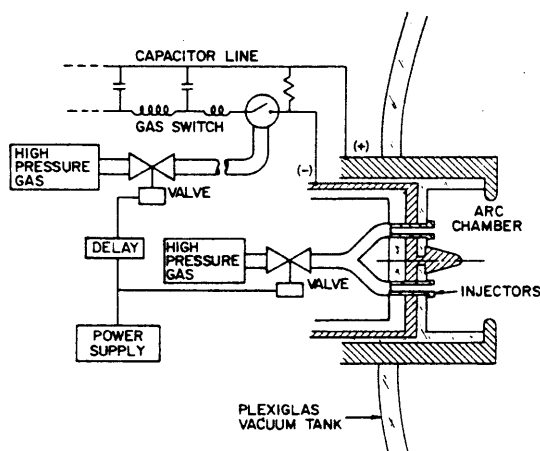 CAPACITOR LINE
GAS SWITCH
HIGH
PRESSURE
GAS
VALVE
(+)
(-)
ARC
CHAMBER
DELAY
HIGH
PRESSURE
GAS
VALVE
INJECTORS
POWER
SUPPLY
PLEXIGLAS
VACUUM TANK